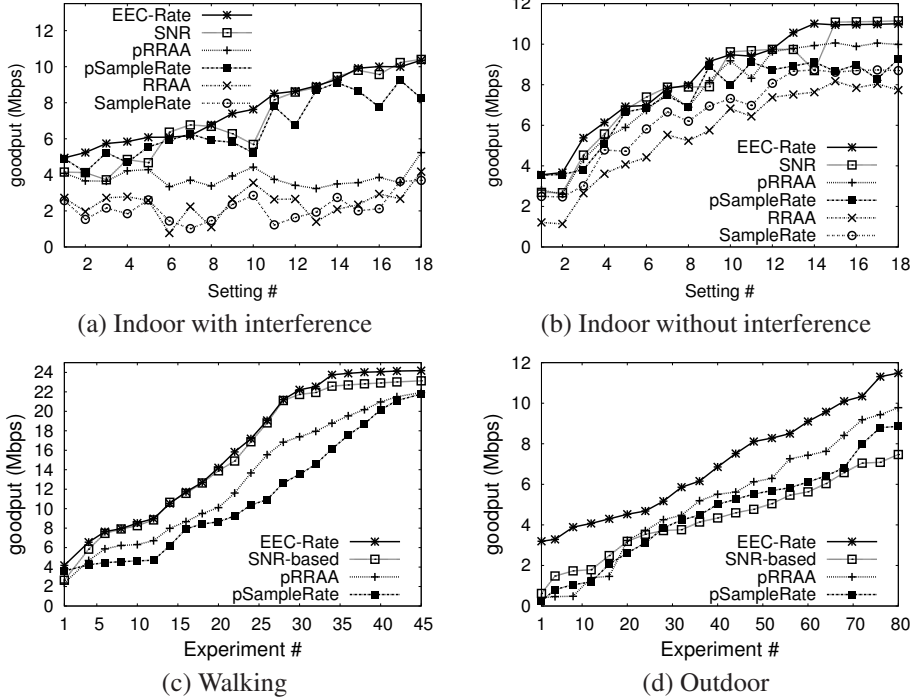 goodput (Mbps)
12
10
8
6
4
2
0
EEC-Rate
SNR
pRRAA
pSampleRate
RRAA
SampleRate
2 4 6 8 10 12 14 16 18
Setting #
(a) Indoor with interference
goodput (Mbps)
12
10
8
6
4
2
0
EEC-Rate
SNR
pRRAA
pSampleRate
RRAA
SampleRate
2 4 6 8 10 12 14 16 18
Setting #
(b) Indoor without interference
goodput (Mbps)
24
22
20
18
16
14
12
10
8
6
4
2
0
EEC-Rate
SNR-based
pRRAA
pSampleRate
1 5 10 15 20 25 30 35 40 45
Experiment #
(c) Walking
goodput (Mbps)
12
10
8
6
4
2
0
EEC-Rate
SNR-based
pRRAA
pSampleRate
1 10 20 30 40 50 60 70 80
Experiment #
(d) Outdoor